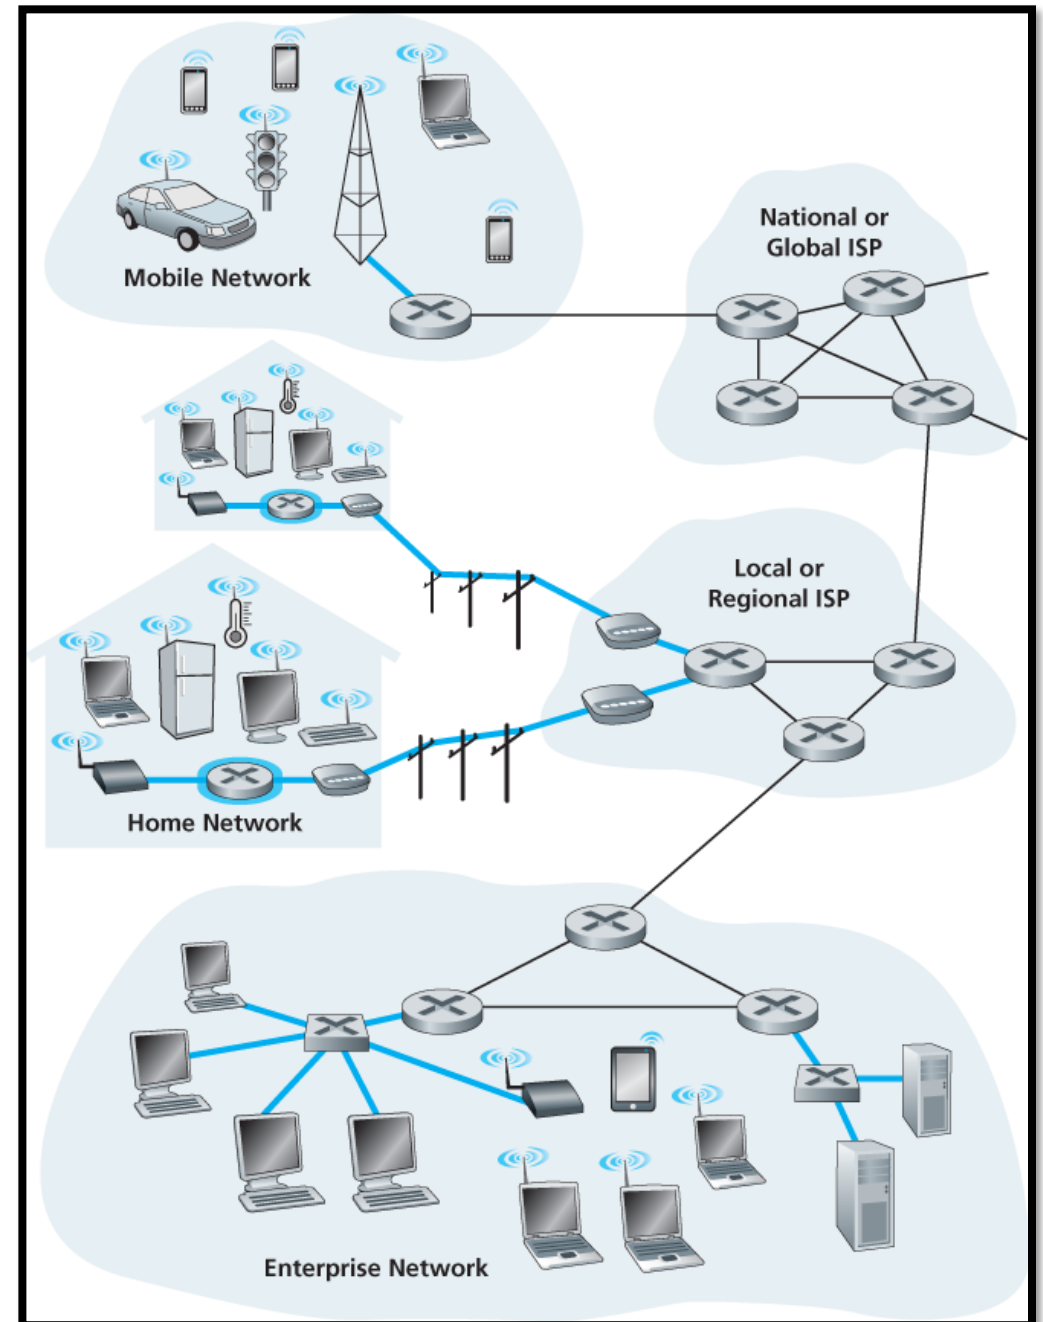 Mobile Network
National or
Global ISP
Local or
Regional ISP
Home Network
Enterprise Network